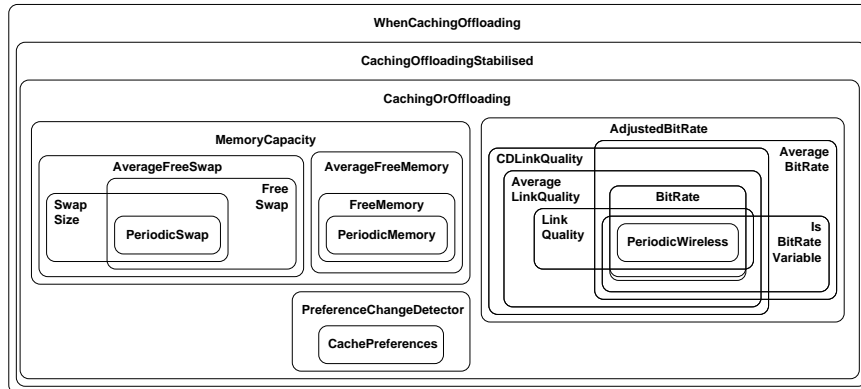 WhenCachingOffloading
CachingOffloadingStabilised
CachingOrOffloading
MemoryCapacity
AverageFreeSwap
Free
Swap
Swap
Size
PeriodicSwap
AverageFreeMemory
FreeMemory
PeriodicMemory
AdjustedBitRate
CDLinkQuality
Average
BitRate
Average
LinkQuality
BitRate
Link
Quality
PeriodicWireless
Is
BitRate
Variable
PreferenceChangeDetector
CachePreferences